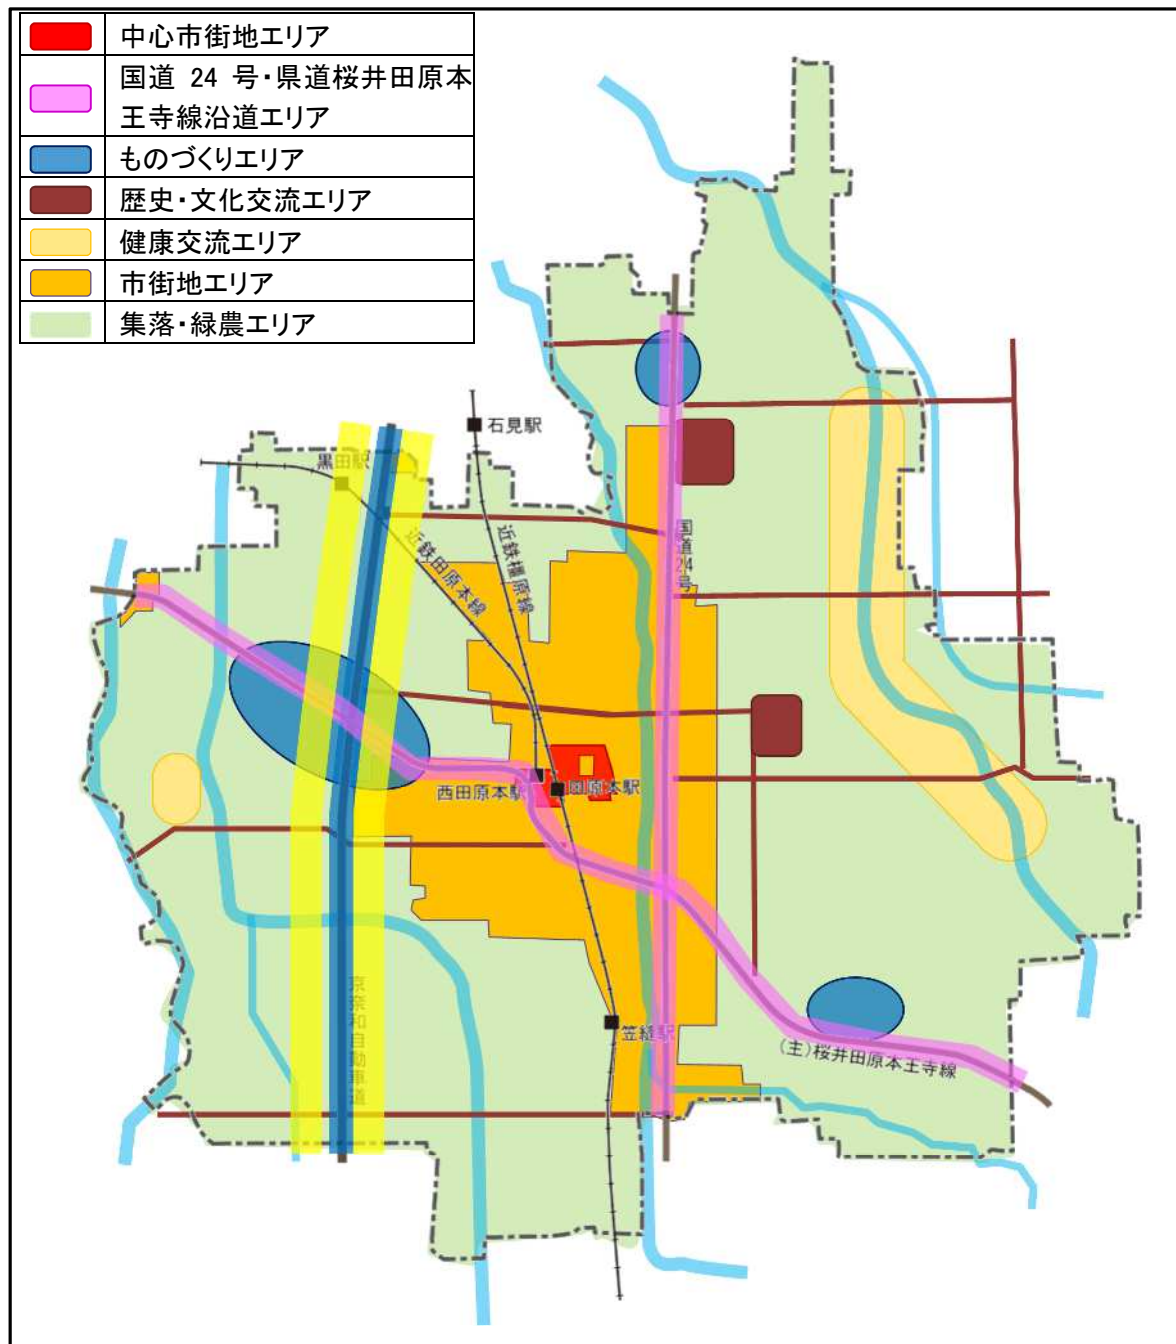 中心市街地エリア
国道 24 号・県道桜井田原本
王寺線沿道エリア
ものづくりエリア
歴史・文化交流エリア
健康交流エリア
市街地エリア
集落・緑農エリア
石見駅
黒田駅
近鉄田原本線
近鉄橿原線
国道24号
西田原本駅
田原本駅
京奈和自動車道
笠縫駅
(主)桜井田原本王寺線